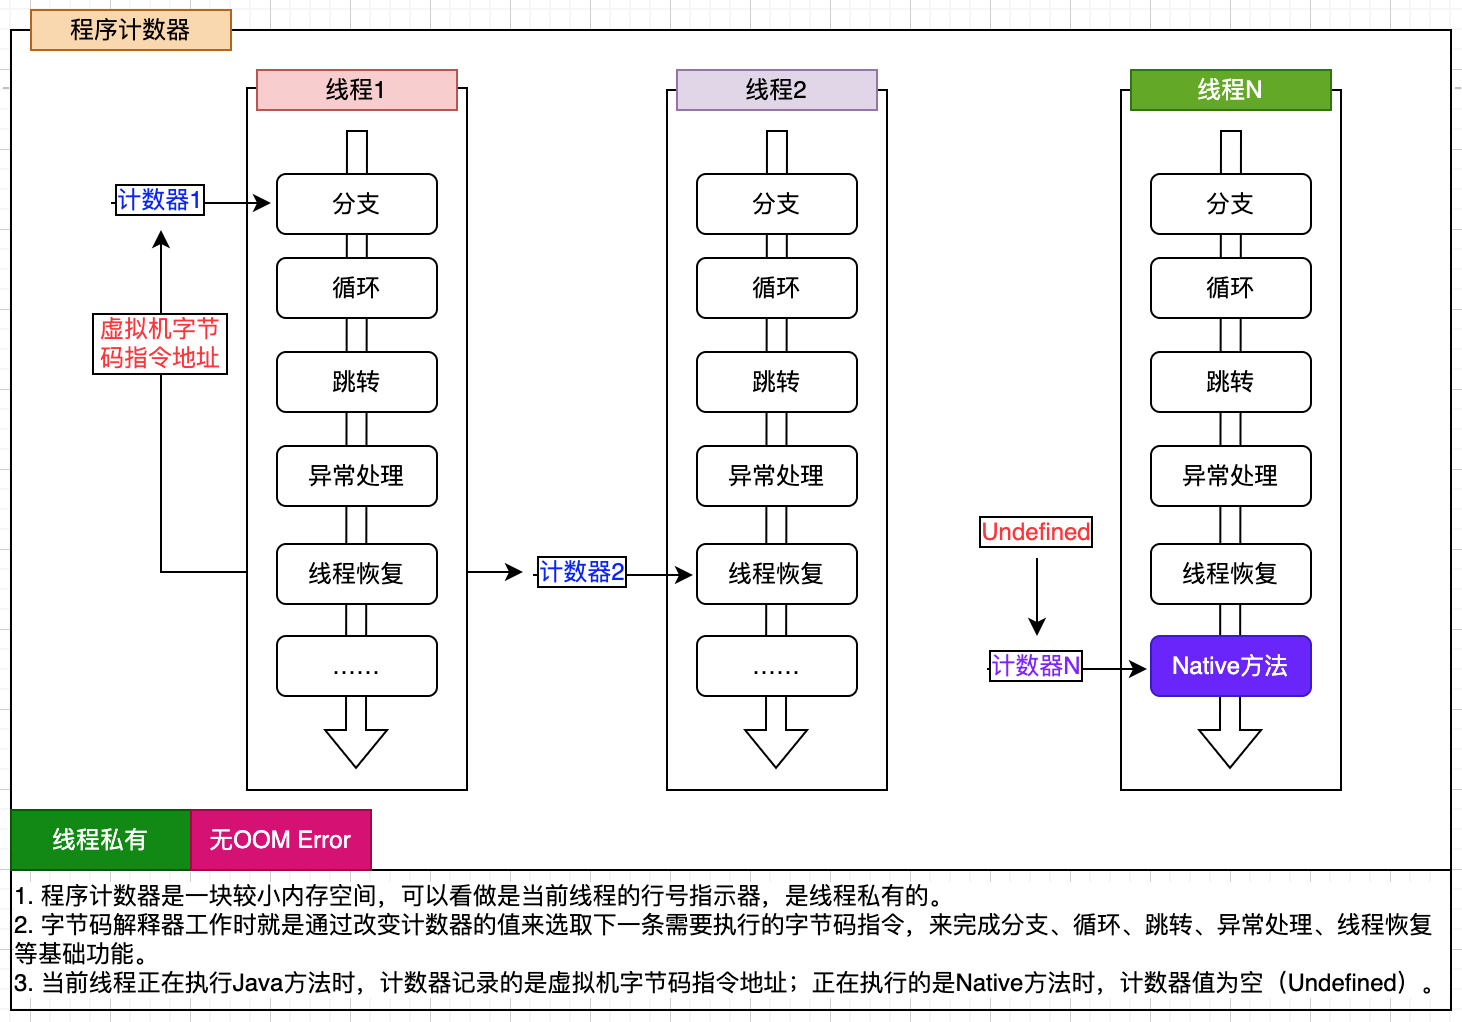 程序计数器
线程1
线程2
线程N
计数器1
分支
分支
分支
循环
循环
循环
虚拟机字节
码指令地址
跳转
跳转
跳转
异常处理
异常处理
异常处理
Undefined
线程恢复
计数器2
线程恢复
线程恢复
……
……
计数器N
Native方法
线程私有
无OOM Error
1. 程序计数器是一块较小内存空间，可以看做是当前线程的行号指示器，是线程私有的。
2. 字节码解释器工作时就是通过改变计数器的值来选取下一条需要执行的字节码指令，来完成分支、循环、跳转、异常处理、线程恢复
等基础功能。
3. 当前线程正在执行Java方法时，计数器记录的是虚拟机字节码指令地址；正在执行的是Native方法时，计数器值为空（Undefined）。